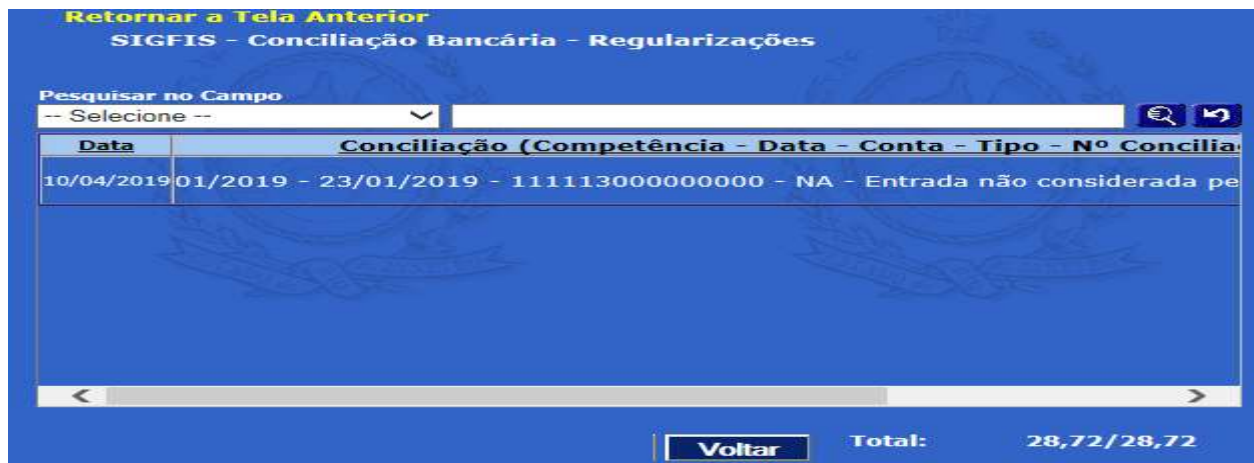 Retornar a Tela Anterior
SIGFIS - Conciliação Bancária - Regularizações
Pesquisar no Campo
-- Selecione --
Data Conciliação (Competência - Data - Conta - Tipo - Nº Concilia
10/04/2019 01/2019 - 23/01/2019 - 111113000000000 - NA - Entrada não considerada pe
Voltar Total: 28,72/28,72